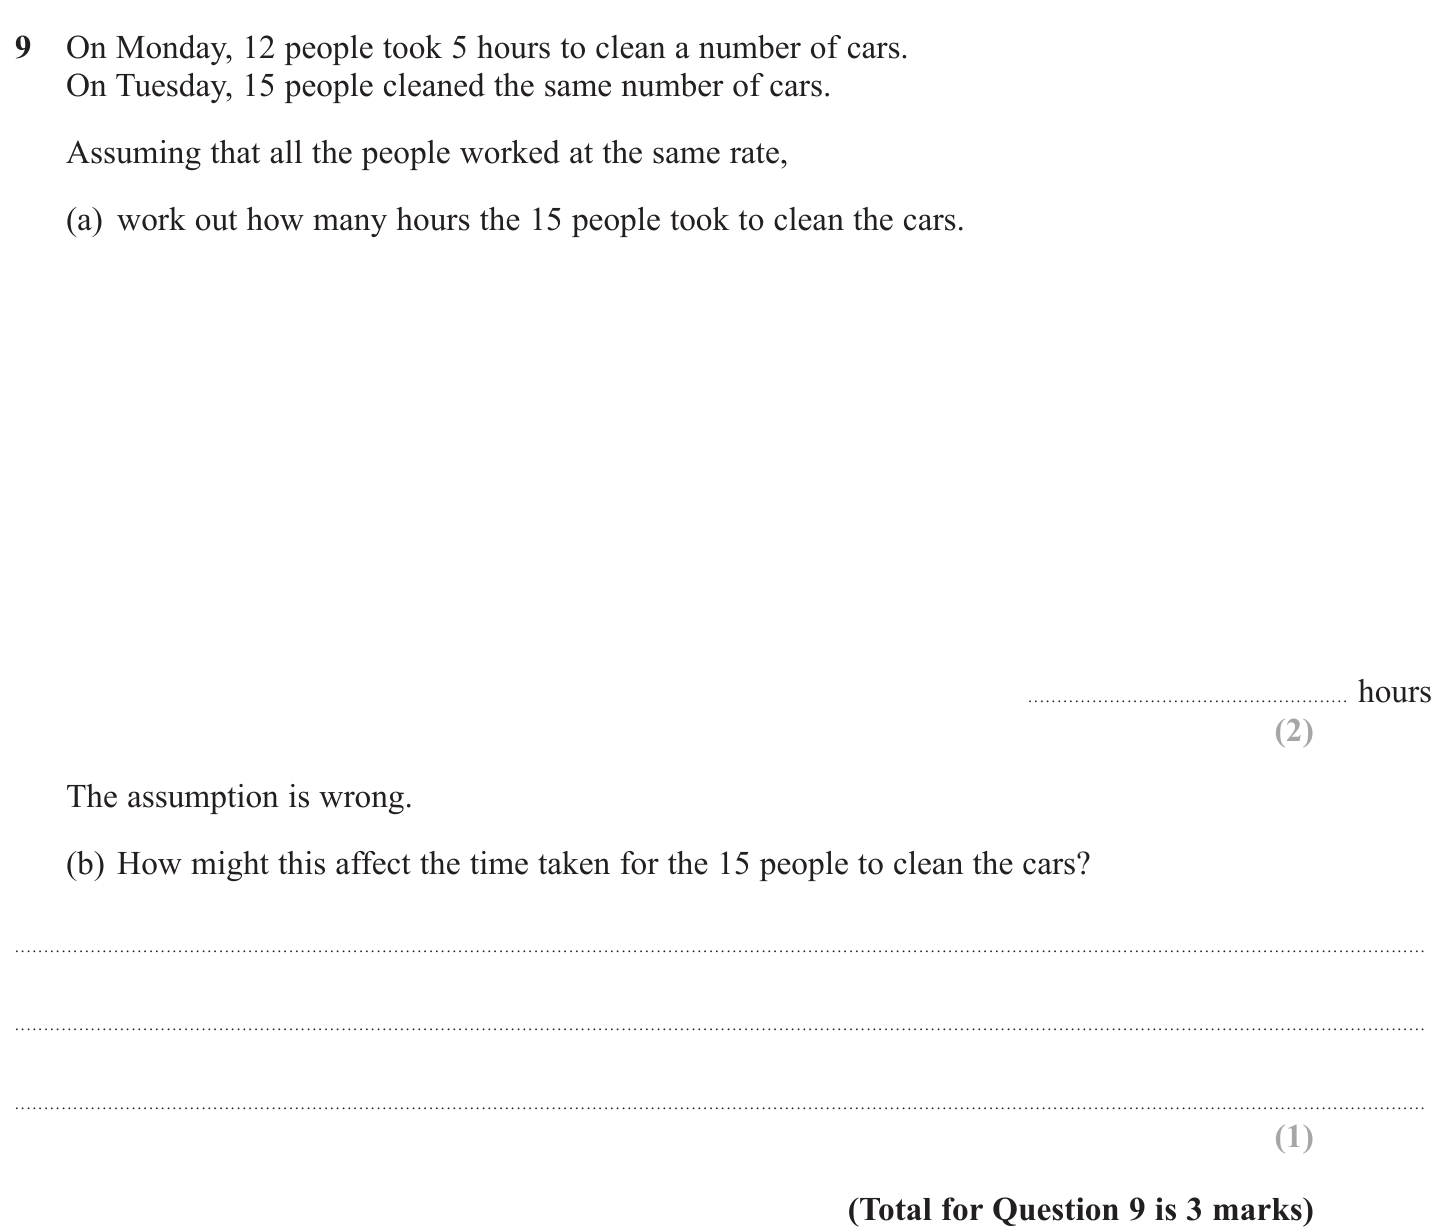 9 On Monday, 12 people took 5 hours to clean a number of cars.
On Tuesday, 15 people cleaned the same number of cars.
Assuming that all the people worked at the same rate,
(a) work out how many hours the 15 people took to clean the cars.
hours
(2)
The assumption is wrong.
(b) How might this affect the time taken for the 15 people to clean the cars?
(1)
(Total for Question 9 is 3 marks)